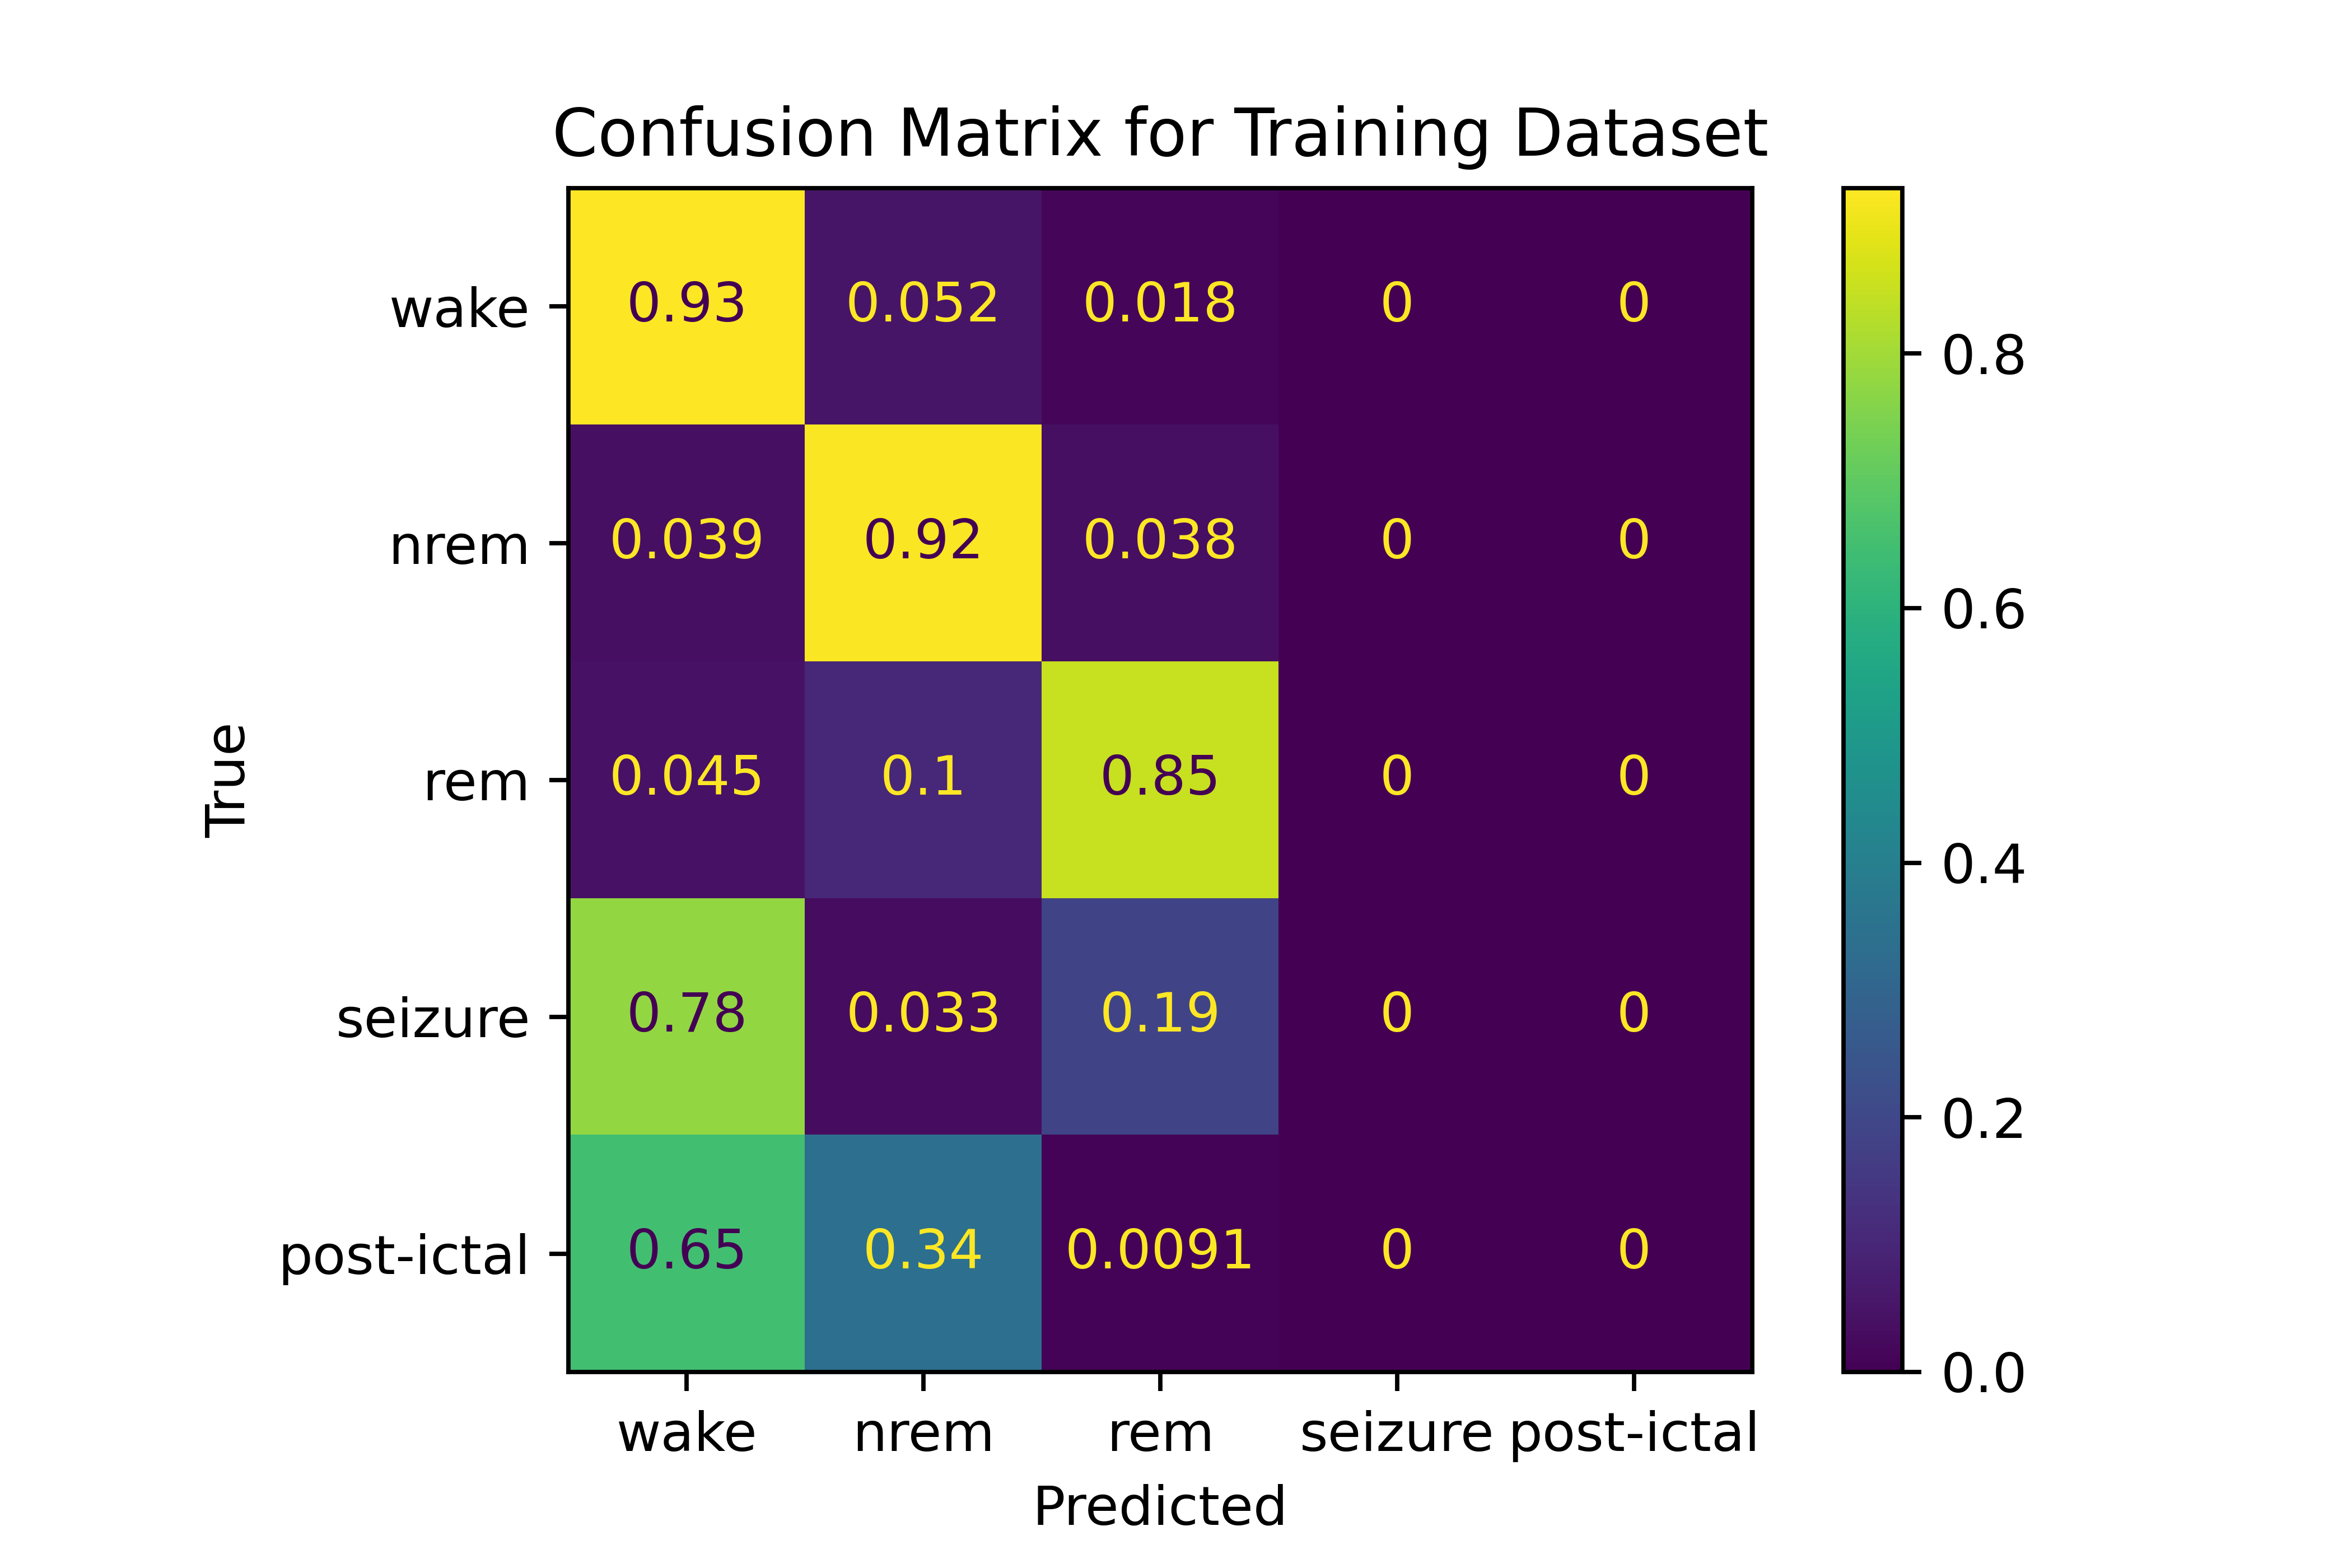 Confusion Matrix for Training Dataset
wake 0.93 0.052 0.018 0 0
nrem 0.039 0.92 0.038 0 0
rem 0.045 0.1 0.85 0 0
seizure 0.78 0.033 0.19 0 0
post-ictal 0.65 0.34 0.0091 0 0
wake nrem rem seizure post-ictal
Predicted
True
0.8
0.6
0.4
0.2
0.0